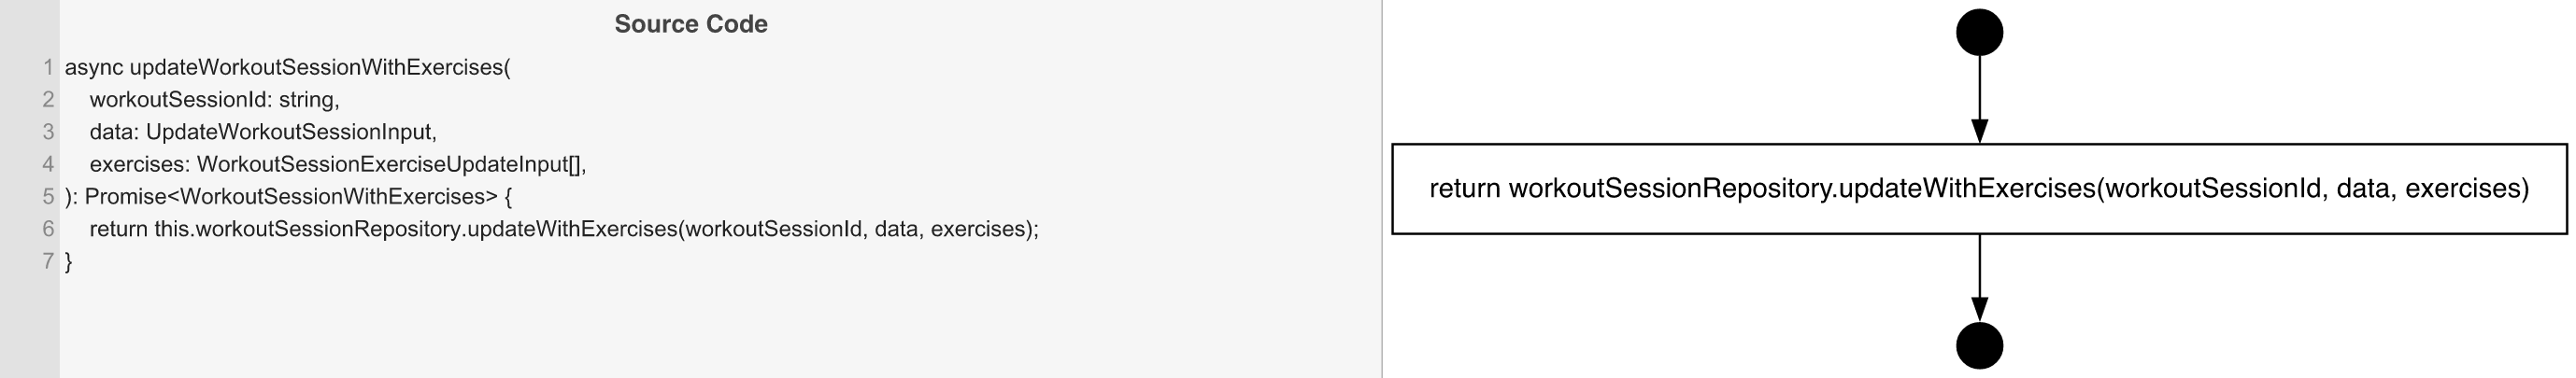 Source Code
1 async updateWorkoutSessionWithExercises(
2 workoutSessionId: string,
3 data: UpdateWorkoutSessionInput,
4 exercises: WorkoutSessionExerciseUpdateInput[],
5 ): Promise<WorkoutSessionWithExercises> {
6 return this.workoutSessionRepository.updateWithExercises(workoutSessionId, data, exercises);
7 }
return workoutSessionRepository.updateWithExercises(workoutSessionId, data, exercises)